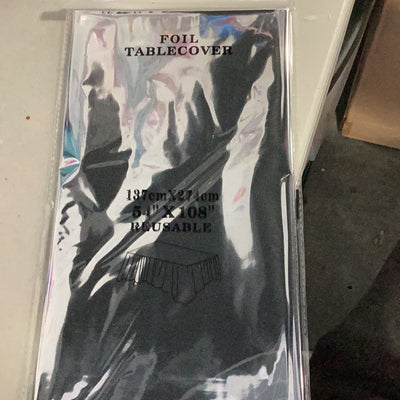 FOIL
TABLECOVER
137cmX274cm
54"X108"
REUSABLE